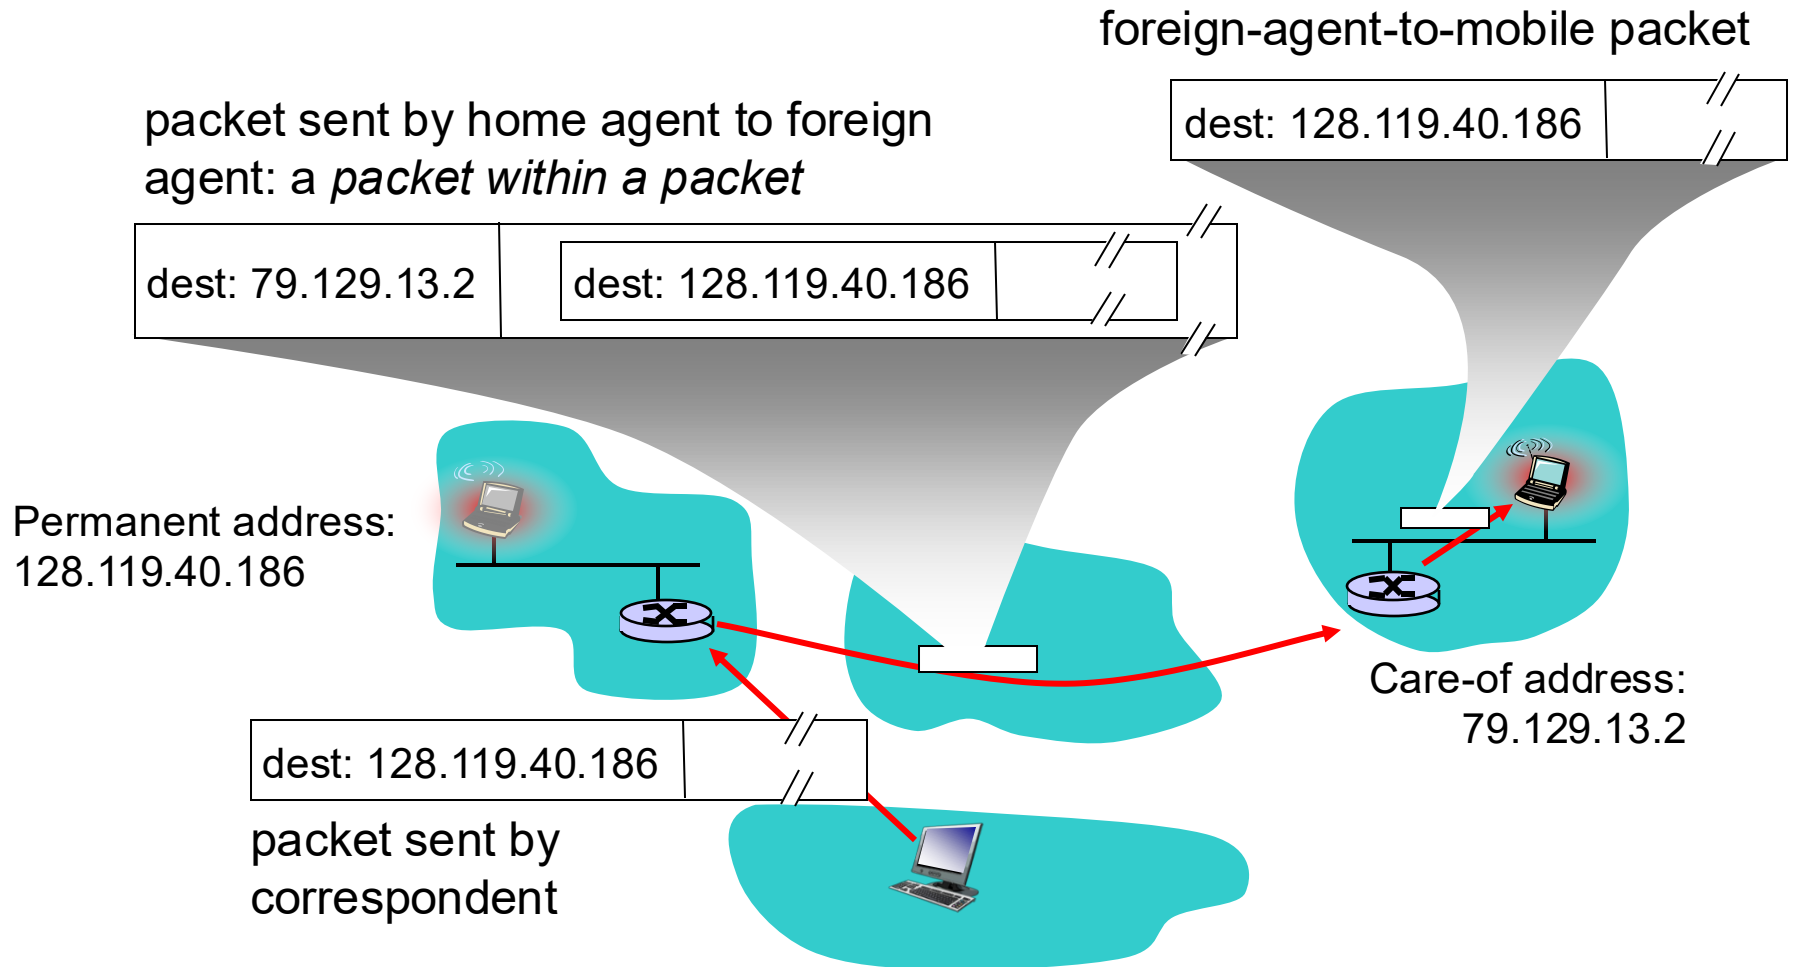 foreign-agent-to-mobile packet
dest: 128.119.40.186
packet sent by home agent to foreign
agent: a packet within a packet
dest: 79.129.13.2
dest: 128.119.40.186
Permanent address:
128.119.40.186
Care-of address:
79.129.13.2
dest: 128.119.40.186
packet sent by
correspondent